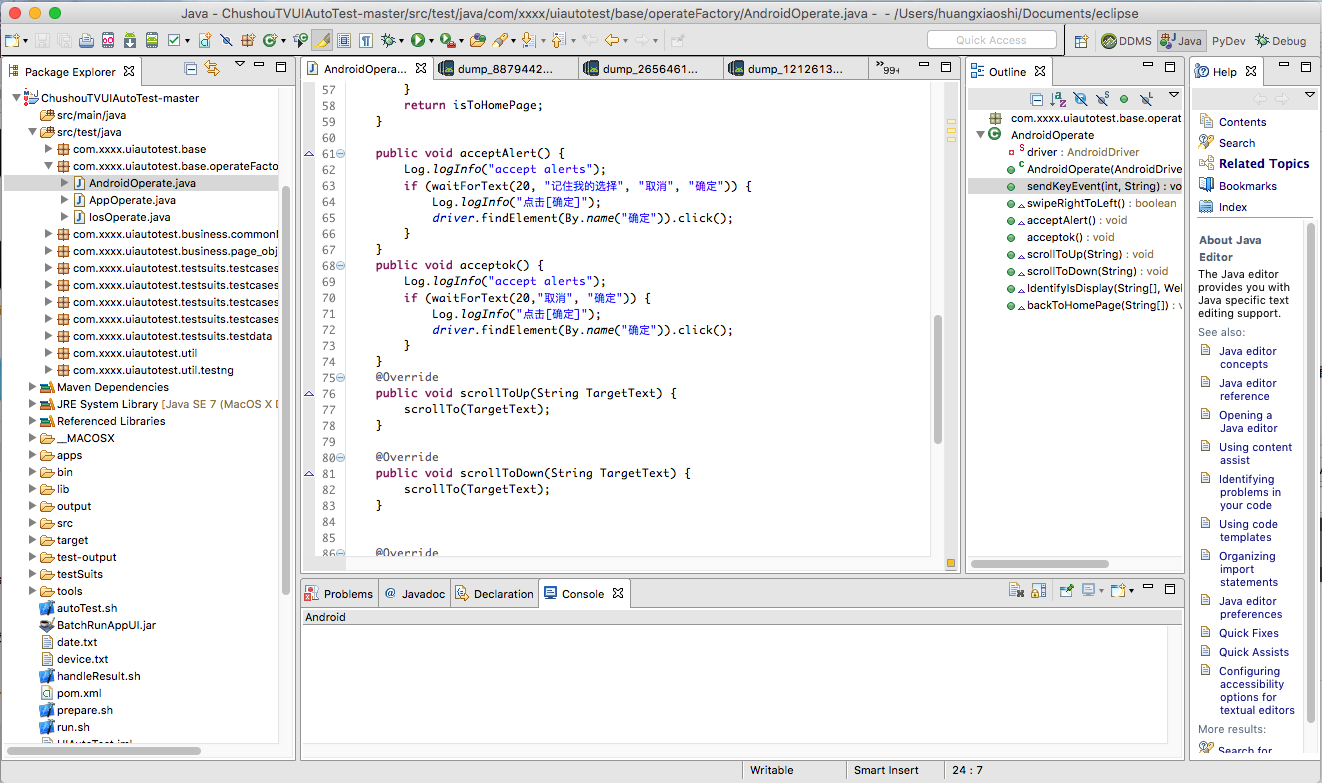 Java - ChushouTVUIAutoTest-master/src/test/java/com/xxxx/uiautotest/base/operateFactory/AndroidOperate.java - - /Users/huangxiaoshi/Documents/eclipse
Quick Access
DDMS
Java
PyDev
Debug
Package Explorer
ChushouTVUIAutoTest-master
src/main/java
src/test/java
com.xxxx.uiautotest.base
com.xxxx.uiautotest.base.operateFacto
AndroidOperate.java
AppOperate.java
IosOperate.java
com.xxxx.uiautotest.business.commonl
com.xxxx.uiautotest.business.page_obj
com.xxxx.uiautotest.testsuits.testcases
com.xxxx.uiautotest.testsuits.testcases
com.xxxx.uiautotest.testsuits.testcases
com.xxxx.uiautotest.testsuits.testcases
com.xxxx.uiautotest.testsuits.testdata
com.xxxx.uiautotest.util
com.xxxx.uiautotest.util.testng
Maven Dependencies
JRE System Library [Java SE 7 (MacOS X D
Referenced Libraries
__MACOSX
apps
bin
lib
output
src
target
test-output
testSuits
tools
autoTest.sh
BatchRunAppUI.jar
date.txt
device.txt
handleResult.sh
pom.xml
prepare.sh
run.sh
UIAutoTest.iml
AndroidOpera...
dump_8879442...
dump_2656461...
dump_1212613...
99+
57 }
58 return isToHomePage;
59 }
60
61 public void acceptAlert() {
62 Log.logInfo("accept alerts");
63 if (waitForText(20, "记住我的选择", "取消", "确定")) {
64 Log.logInfo("点击[确定]");
65 driver.findElement(By.name("确定")).click();
66 }
67 }
68 public void acceptok() {
69 Log.logInfo("accept alerts");
70 if (waitForText(20,"取消", "确定")) {
71 Log.logInfo("点击[确定]");
72 driver.findElement(By.name("确定")).click();
73 }
74 }
75 @Override
76 public void scrollToUp(String TargetText) {
77 scrollTo(TargetText);
78 }
79
80 @Override
81 public void scrollToDown(String TargetText) {
82 scrollTo(TargetText);
83 }
84
85
86 @Override
Problems
@ Javadoc
Declaration
Console
Android
Outline
com.xxxx.uiautotest.base.operat
AndroidOperate
driver : AndroidDriver
AndroidOperate(AndroidDrive
sendKeyEvent(int, String) : vo
swipeRightToLeft() : boolean
acceptAlert() : void
acceptok() : void
scrollToUp(String) : void
scrollToDown(String) : void
IdentifyIsDisplay(String[], Wel
backToHomePage(String[]) : v
Help
Contents
Search
Related Topics
Bookmarks
Index
About Java
Editor
The Java editor
provides you with
Java specific text
editing support.
See also:
Java editor
concepts
Java editor
reference
Opening a
Java editor
Using content
assist
Identifying
problems in
your code
Using code
templates
Organizing
import
statements
Java editor
preferences
Quick Fixes
Quick Assists
Configuring
accessibility
options for
textual editors
More results:
Search for
Writable
Smart Insert
24 : 7